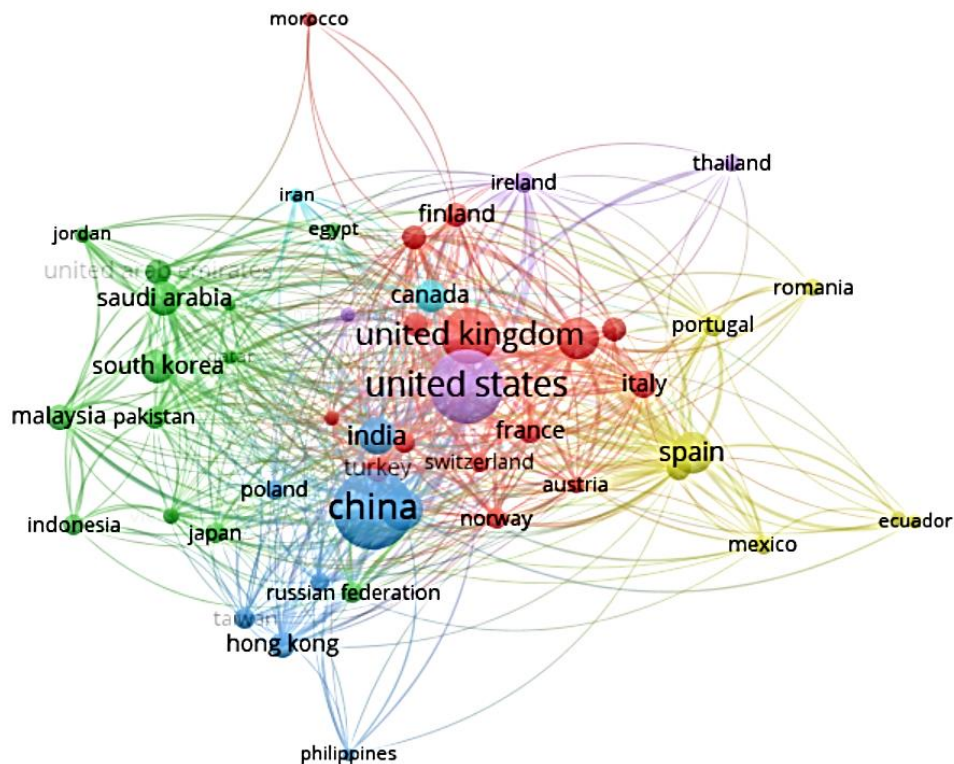 morocco
thailand
ireland
iran
finland
egypt
jordan
united arab emirates
romania
canada
saudi arabia
portugal
united kingdom
south korea
united states
italy
malaysia
pakistan
india
france
spain
switzerland
turkey
austria
poland
china
norway
ecuador
indonesia
japan
mexico
russian federation
taiwan
hong kong
philippines